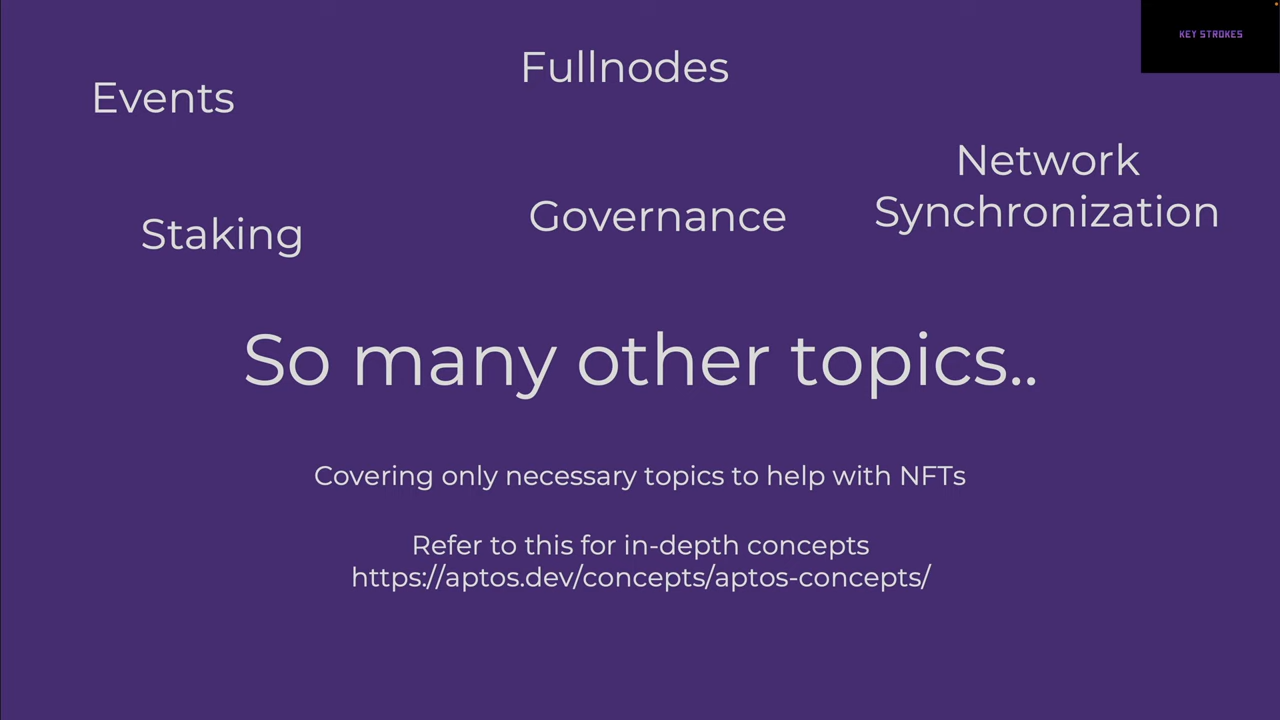 KEY STROKES
Fullnodes
Events
Network
Synchronization
Governance
Staking
So many other topics..
Covering only necessary topics to help with NFTs
Refer to this for in-depth concepts
https://aptos.dev/concepts/aptos-concepts/